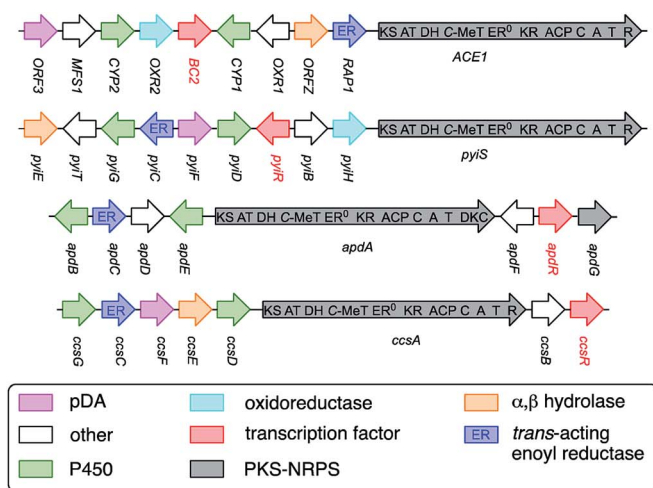 ER
KS AT DH C-MeT ER⁰ KR ACP C A T R
ORF3 MFS1 CYP2 OXR2 BC2 CYP1 OXR1 ORFZ RAP1
ACE1
ER
KS AT DH C-MeT ER⁰ KR ACP C A T R
pyiE pyiT pyiG pyiC pyiF pyiD pyiR pyiB pyiH
pyiS
ER
KS AT DH C-MeT ER⁰ KR ACP C A T DKC
apdB apdC apdD apdE
apdA
apdF apdR apdG
ER
KS AT DH C-MeT ER⁰ KR ACP C A T R
ccsG ccsC ccsF ccsE ccsD
ccsA
ccsB ccsR
pDA
oxidoreductase
α,β hydrolase
other
transcription factor
ER
trans-acting
enoyl reductase
P450
PKS-NRPS